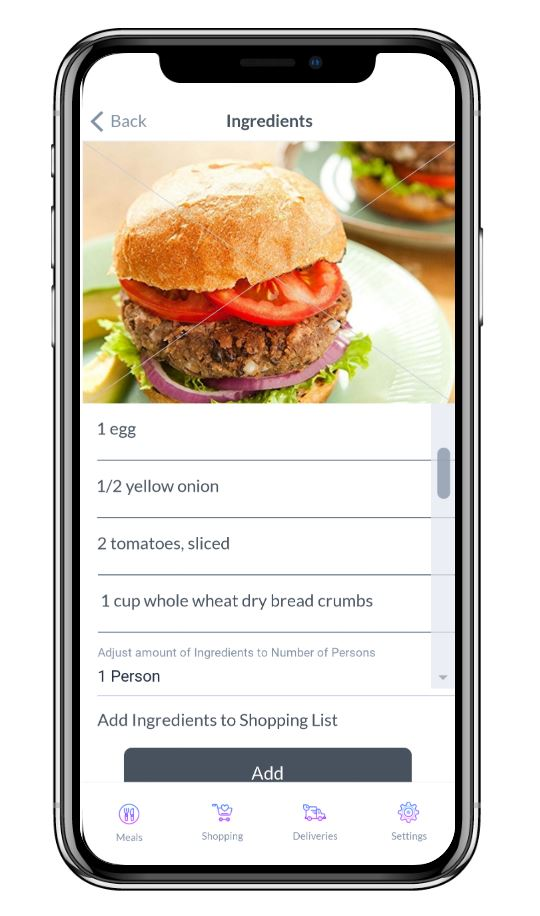 Back
Ingredients
1 egg
1/2 yellow onion
2 tomatoes, sliced
1 cup whole wheat dry bread crumbs
Adjust amount of Ingredients to Number of Persons
1 Person
Add Ingredients to Shopping List
Add
Meals
Shopping
Deliveries
Settings